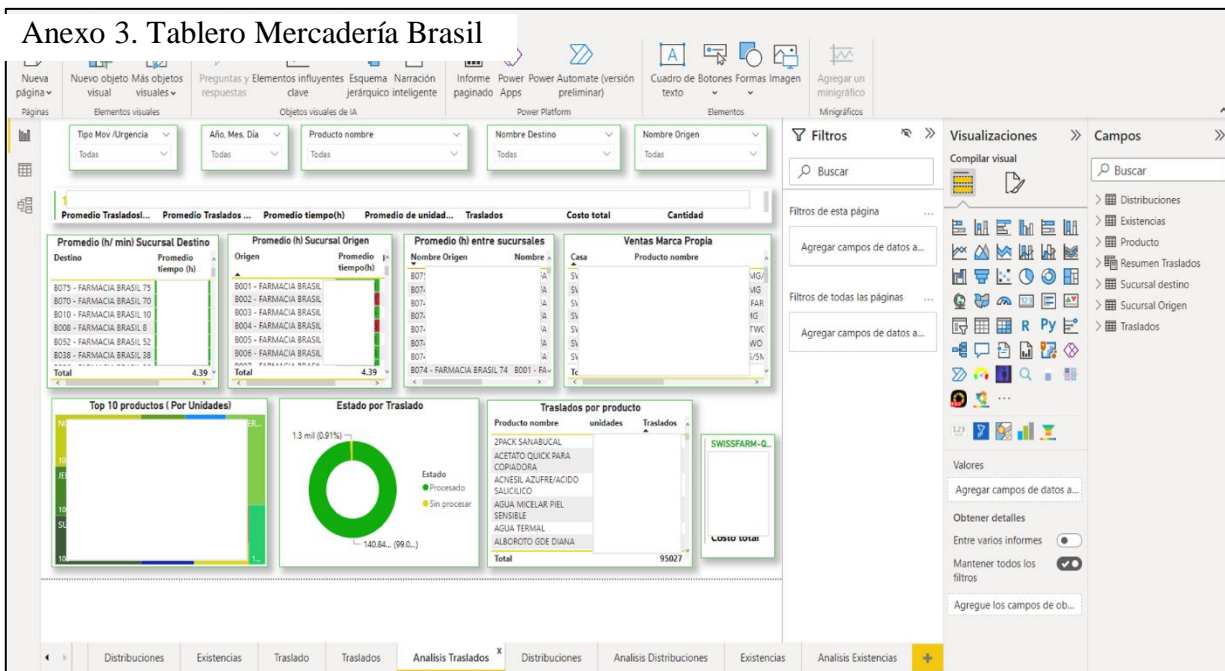 Anexo 3. Tablero Mercadería Brasil
Nueva página
Nuevo objeto visual
Más objetos visuales
Preguntas y respuestas
Elementos influyentes clave
Esquema jerárquico
Narración inteligente
Informe paginado
Power Apps
Power Automate (versión preliminar)
Cuadro de texto
Botones
Formas
Imagen
Agregar un minigráfico
Páginas
Elementos visuales
Objetos visuales de IA
Power Platform
Elementos
Minigráficos
Tipo Mov /Urgencia
Todas
Año, Mes, Día
Todas
Producto nombre
Todas
Nombre Destino
Todas
Nombre Origen
Todas
Promedio Trasladosl...
Promedio Traslados ...
Promedio tiempo(h)
Promedio de unidad...
Traslados
Costo total
Cantidad
Promedio (h/ min) Sucursal Destino
Destino
Promedio tiempo (h)
B075 - FARMACIA BRASIL 75
B070 - FARMACIA BRASIL 70
B010 - FARMACIA BRASIL 10
B008 - FARMACIA BRASIL 8
B052 - FARMACIA BRASIL 52
B038 - FARMACIA BRASIL 38
Total 4.39
Promedio (h) Sucursal Origen
Origen
Promedio tiempo(h)
B001 - FARMACIA BRASIL
B002 - FARMACIA BRASIL
B003 - FARMACIA BRASIL
B004 - FARMACIA BRASIL
B005 - FARMACIA BRASIL
B006 - FARMACIA BRASIL
Total 4.39
Promedio (h) entre sucursales
Nombre Origen
Nombre
B074 - FARMACIA BRASIL 74 B001 - FA
Ventas Marca Propia
Casa
Producto nombre
Top 10 productos ( Por Unidades)
Estado por Traslado
1.3 mil (0.91%)
140.84... (99.0...)
Estado
Procesado
Sin procesar
Traslados por producto
Producto nombre
unidades
Traslados
2PACK SANABUCAL
ACETATO QUICK PARA COPIADORA
ACNESIL AZUFRE/ACIDO SALICILICO
AGUA MICELAR PIEL SENSIBLE
AGUA TERMAL
ALBOROTO GDE DIANA
Total 95027
SWISSFARM-Q...
Costo total
Filtros
Buscar
Filtros de esta página ...
Agregar campos de datos a...
Filtros de todas las páginas ...
Agregar campos de datos a...
Visualizaciones
Compilar visual
R Py
123
Valores
Agregar campos de datos a...
Obtener detalles
Entre varios informes
Mantener todos los filtros
Agregue los campos de ob...
Campos
Buscar
Distribuciones
Existencias
Producto
Resumen Traslados
Sucursal destino
Sucursal Origen
Traslados
Distribuciones
Existencias
Traslado
Traslados
Analisis Traslados X
Distribuciones
Analisis Distribuciones
Existencias
Analisis Existencias
+